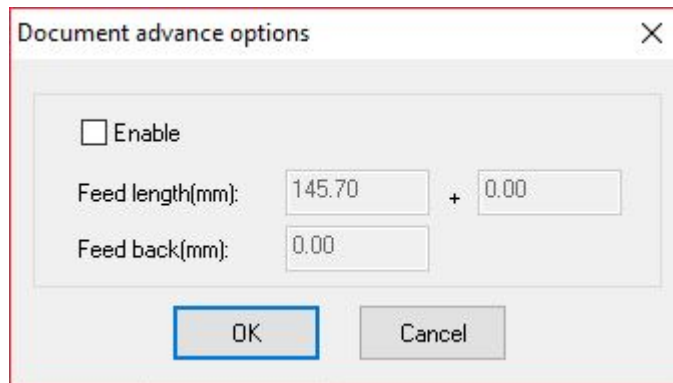 Document advance options
Enable
Feed length(mm): 145.70 + 0.00
Feed back(mm): 0.00
OK Cancel